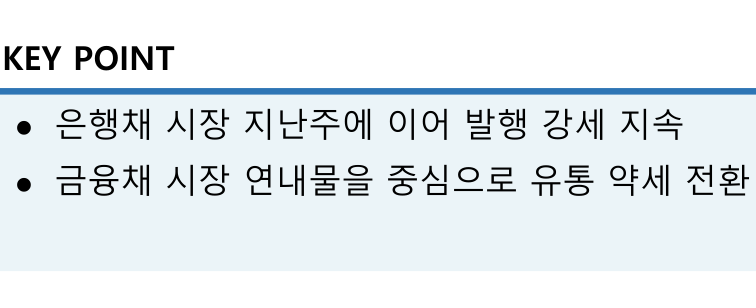 KEY POINT
● 은행채 시장 지난주에 이어 발행 강세 지속
● 금융채 시장 연내물을 중심으로 유통 약세 전환